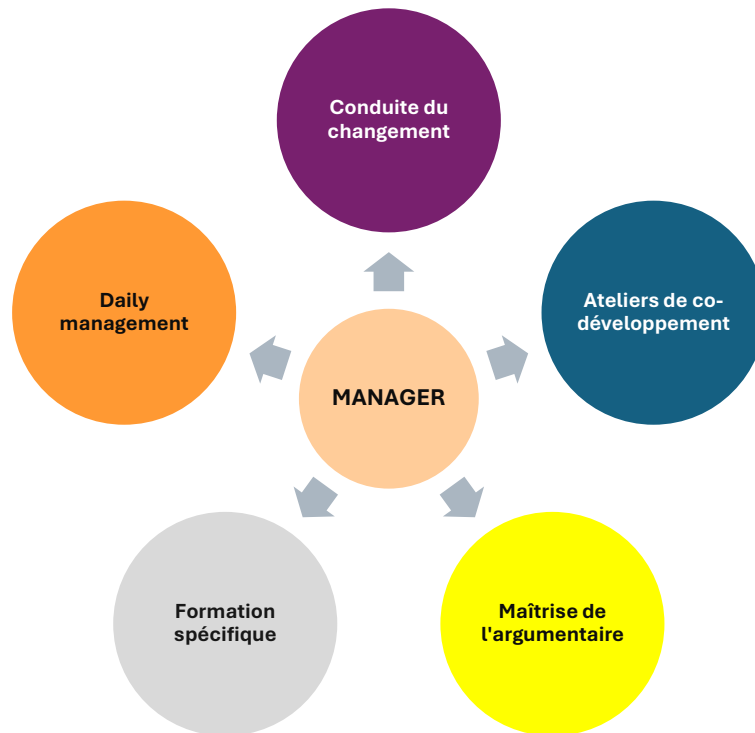 Conduite du
changement
Daily
management
Ateliers de co-
développement
MANAGER
Formation
spécifique
Maîtrise de
l'argumentaire